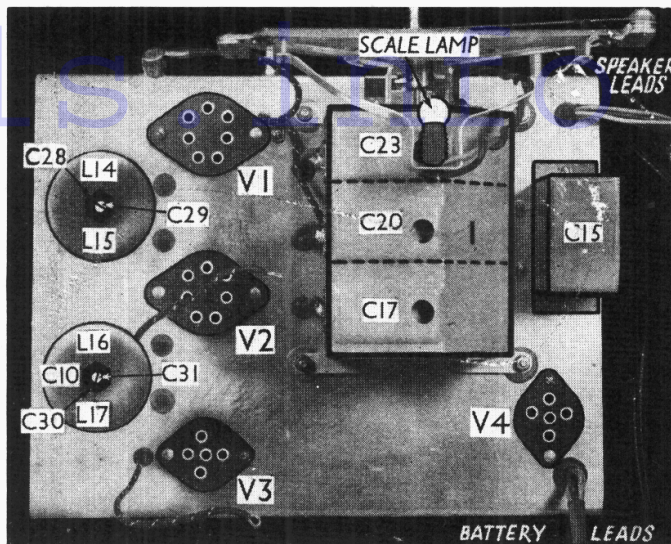 SCALE LAMP
SPEAKER
LEADS
C28
L14
V1
C23
C29
L15
C20
C15
V2
L16
C17
C10
C31
C30
L17
V4
V3
BATTERY LEADS